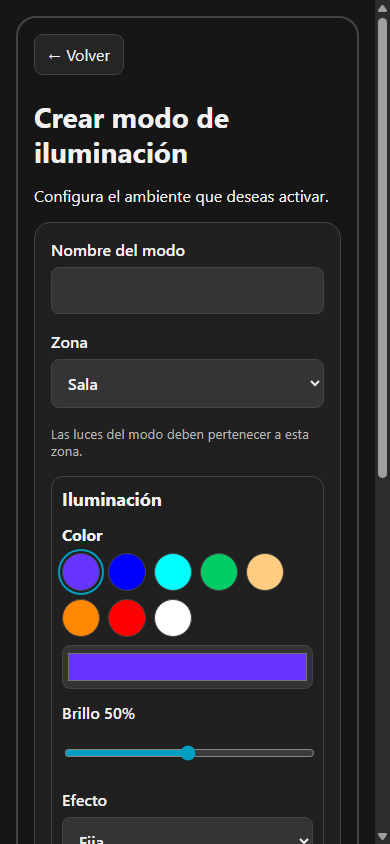 ← Volver
Crear modo de
iluminación
Configura el ambiente que deseas activar.
Nombre del modo
Zona
Sala
Las luces del modo deben pertenecer a esta
zona.
Iluminación
Color
Brillo 50%
Efecto
Fija